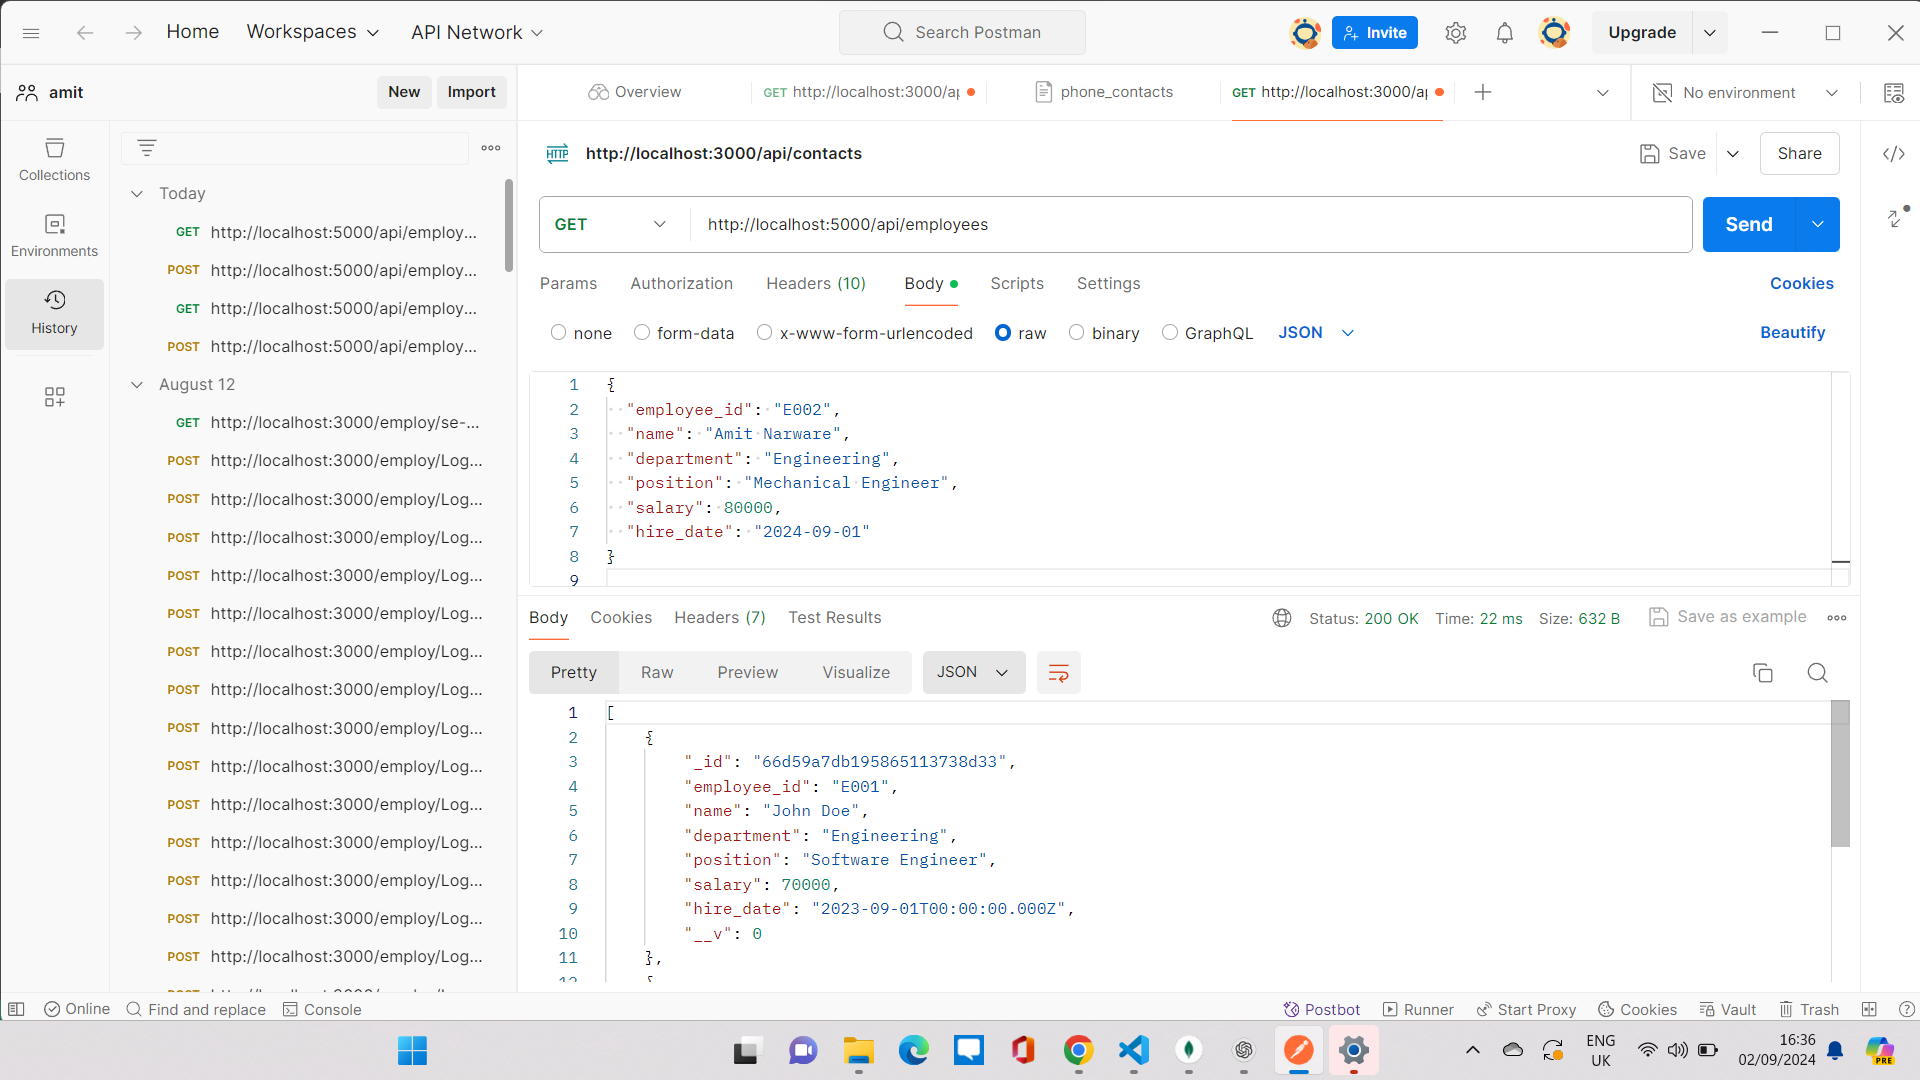 Home Workspaces API Network Search Postman Invite Upgrade
amit New Import Overview GET http://localhost:3000/ap phone_contacts GET http://localhost:3000/ap No environment
Collections
Environments
History
Today
GET http://localhost:5000/api/employ...
POST http://localhost:5000/api/employ...
GET http://localhost:5000/api/employ...
POST http://localhost:5000/api/employ...
August 12
GET http://localhost:3000/employ/se-...
POST http://localhost:3000/employ/Log...
POST http://localhost:3000/employ/Log...
POST http://localhost:3000/employ/Log...
POST http://localhost:3000/employ/Log...
POST http://localhost:3000/employ/Log...
POST http://localhost:3000/employ/Log...
POST http://localhost:3000/employ/Log...
POST http://localhost:3000/employ/Log...
POST http://localhost:3000/employ/Log...
POST http://localhost:3000/employ/Log...
POST http://localhost:3000/employ/Log...
POST http://localhost:3000/employ/Log...
POST http://localhost:3000/employ/Log...
POST http://localhost:3000/employ/Log...
HTTP http://localhost:3000/api/contacts Save Share
GET http://localhost:5000/api/employees Send
Params Authorization Headers (10) Body Scripts Settings Cookies
none form-data x-www-form-urlencoded raw binary GraphQL JSON Beautify
1 {
2 "employee_id": "E002",
3 "name": "Amit Narware",
4 "department": "Engineering",
5 "position": "Mechanical Engineer",
6 "salary": 80000,
7 "hire_date": "2024-09-01"
8 }
9
Body Cookies Headers (7) Test Results Status: 200 OK Time: 22 ms Size: 632 B Save as example
Pretty Raw Preview Visualize JSON
1 [
2 {
3 "_id": "66d59a7db195865113738d33",
4 "employee_id": "E001",
5 "name": "John Doe",
6 "department": "Engineering",
7 "position": "Software Engineer",
8 "salary": 70000,
9 "hire_date": "2023-09-01T00:00:00.000Z",
10 "__v": 0
11 },
Online Find and replace Console Postbot Runner Start Proxy Cookies Vault Trash
ENG
UK
16:36
02/09/2024
PRE